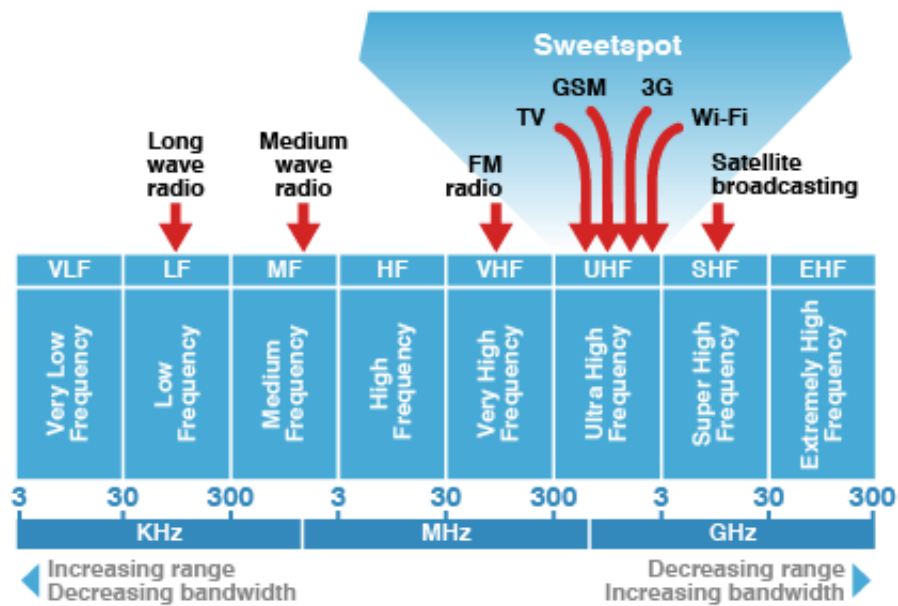 Sweetspot
GSM 3G
TV Wi-Fi
Long
wave
radio
Medium
wave
radio
FM
radio
Satellite
broadcasting
VLF LF MF HF VHF UHF SHF EHF
Very Low
Frequency
Low
Frequency
Medium
Frequency
High
Frequency
Very High
Frequency
Ultra High
Frequency
Super High
Frequency
Extremely High
Frequency
3 30 300 3 30 300 3 30 300
KHz MHz GHz
Increasing range
Decreasing bandwidth
Decreasing range
Increasing bandwidth